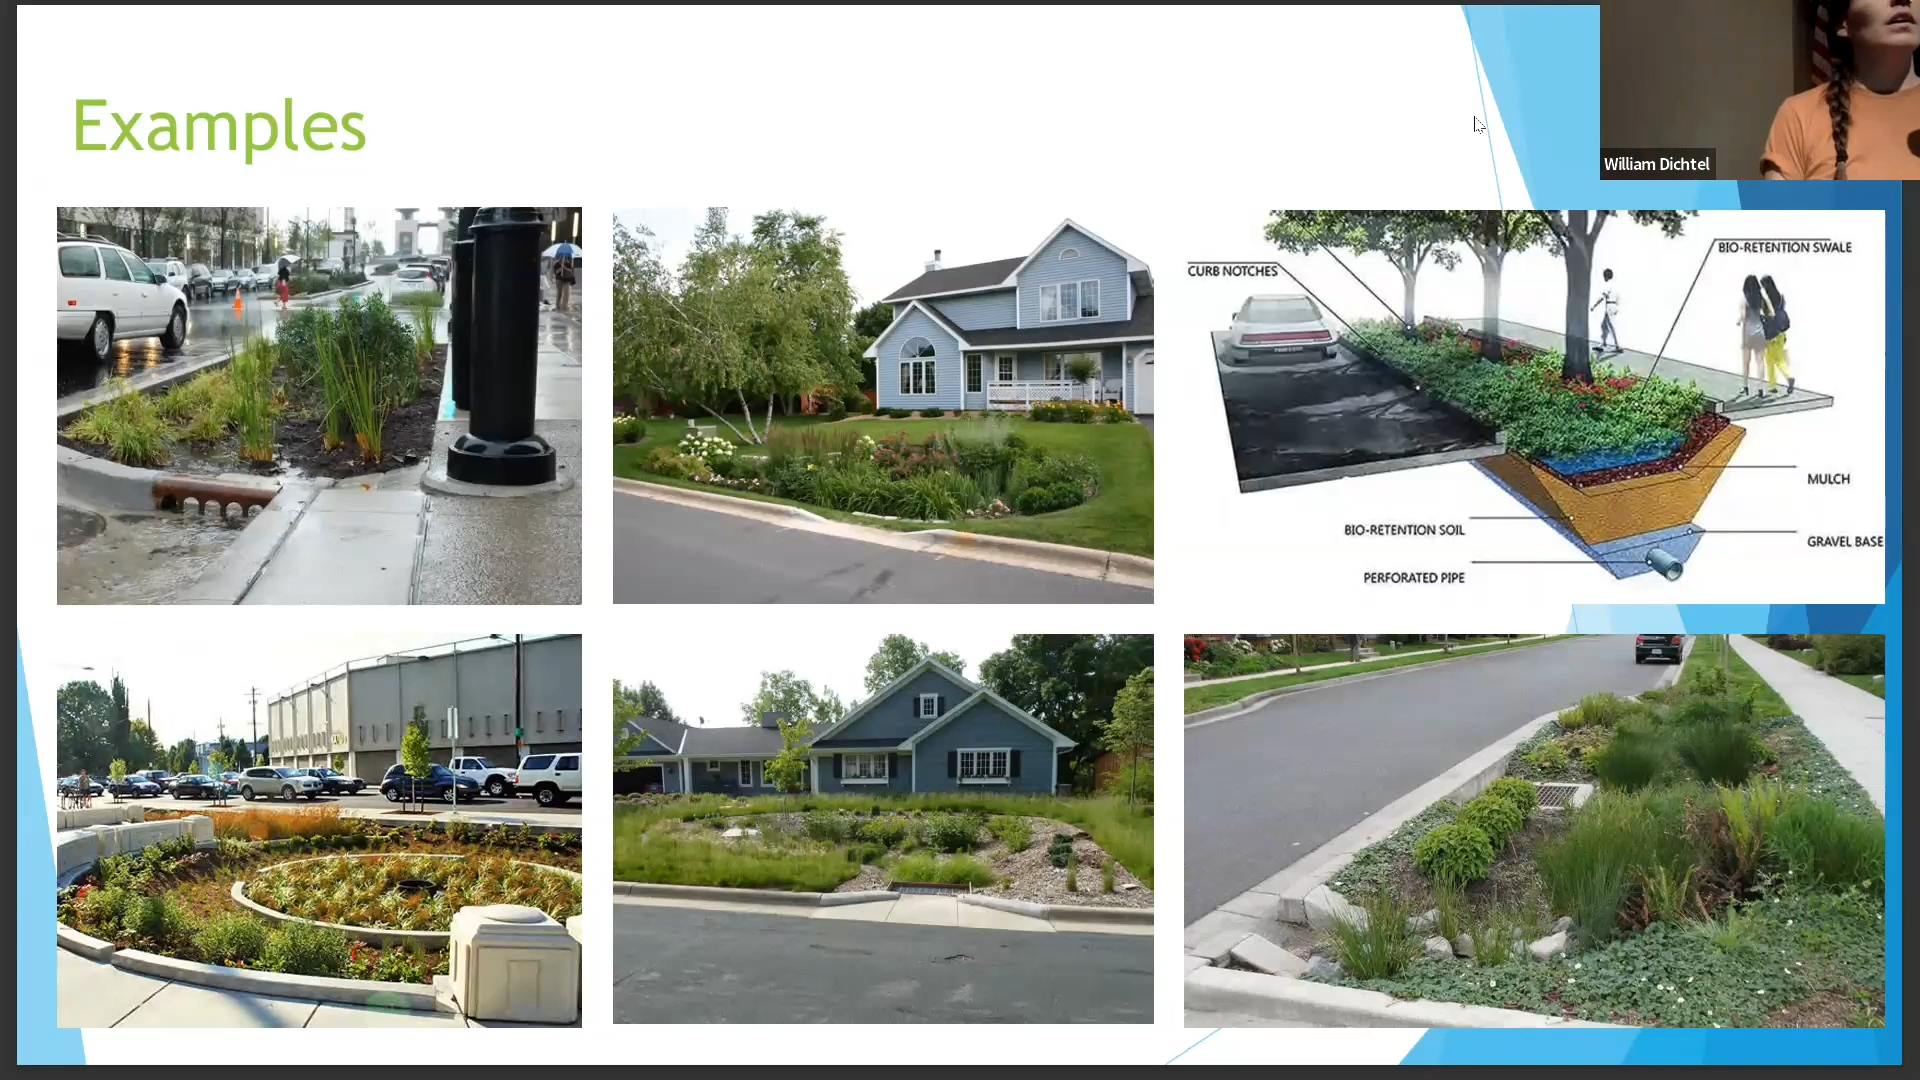 Examples
William Dichtel
CURB NOTCHES
BIO-RETENTION SWALE
MULCH
BIO-RETENTION SOIL
GRAVEL BASE
PERFORATED PIPE